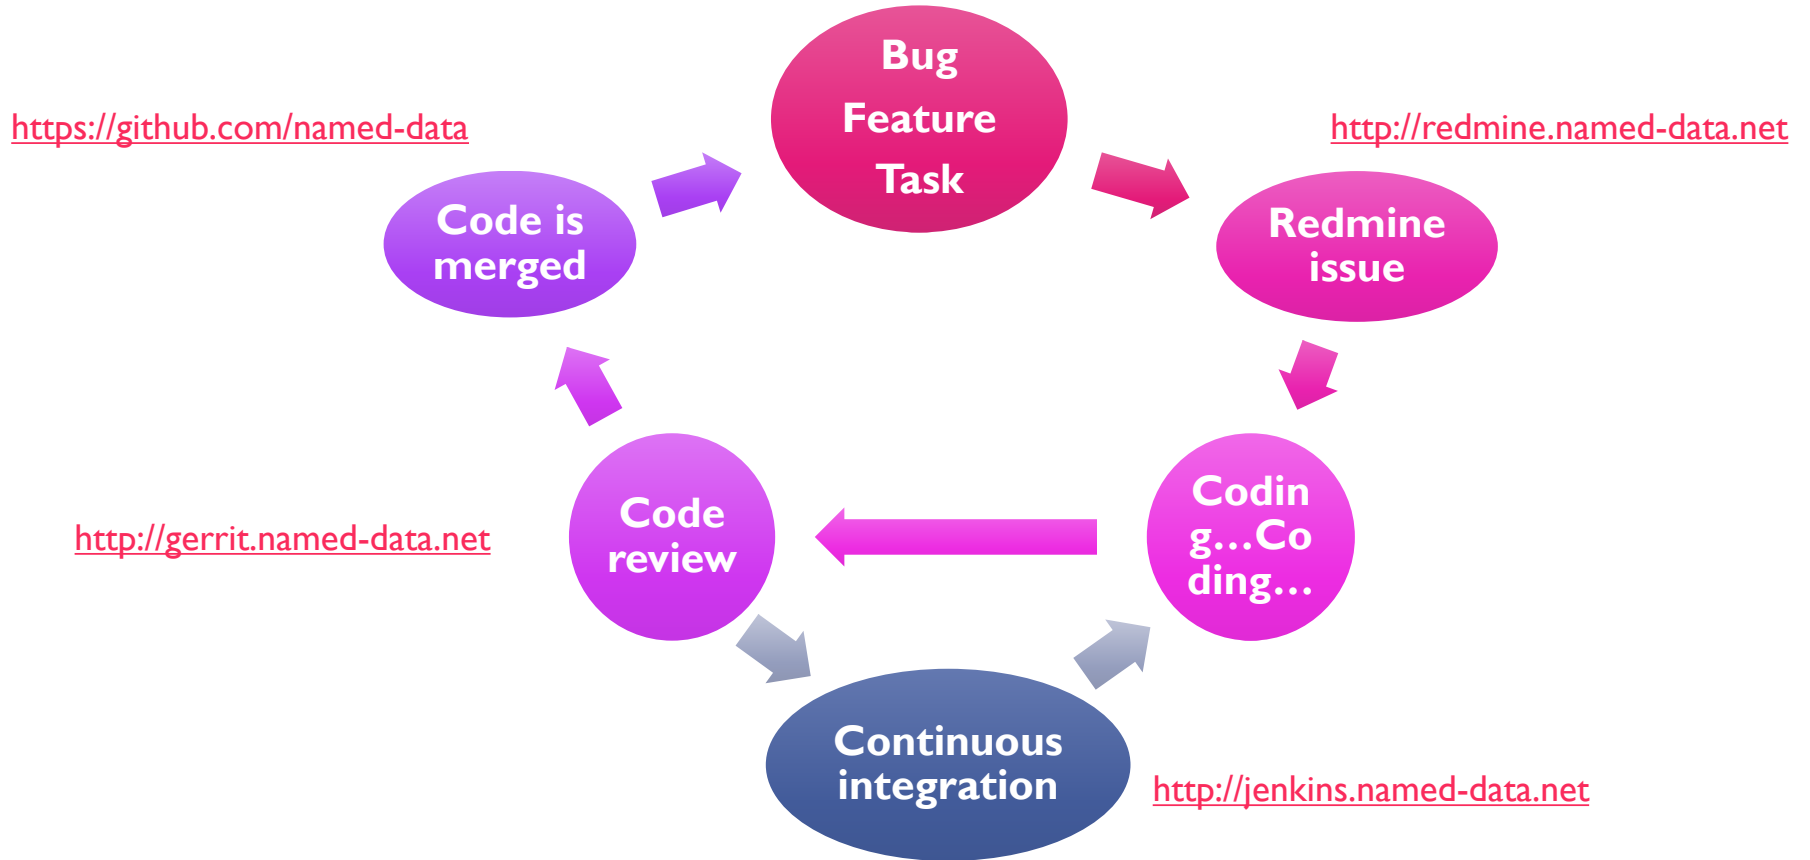 Bug
Feature
Task
https://github.com/named-data
http://redmine.named-data.net
Code is
merged
Redmine
issue
Code
review
Codin
g...Co
ding...
http://gerrit.named-data.net
Continuous
integration
http://jenkins.named-data.net